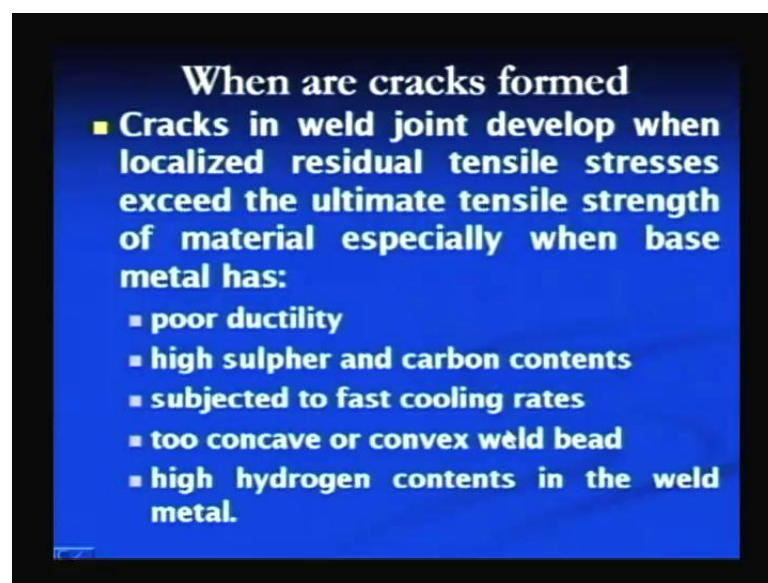 When are cracks formed
Cracks in weld joint develop when
localized residual tensile stresses
exceed the ultimate tensile strength
of material especially when base
metal has:
poor ductility
high sulpher and carbon contents
subjected to fast cooling rates
too concave or convex weld bead
high hydrogen contents in the weld
metal.